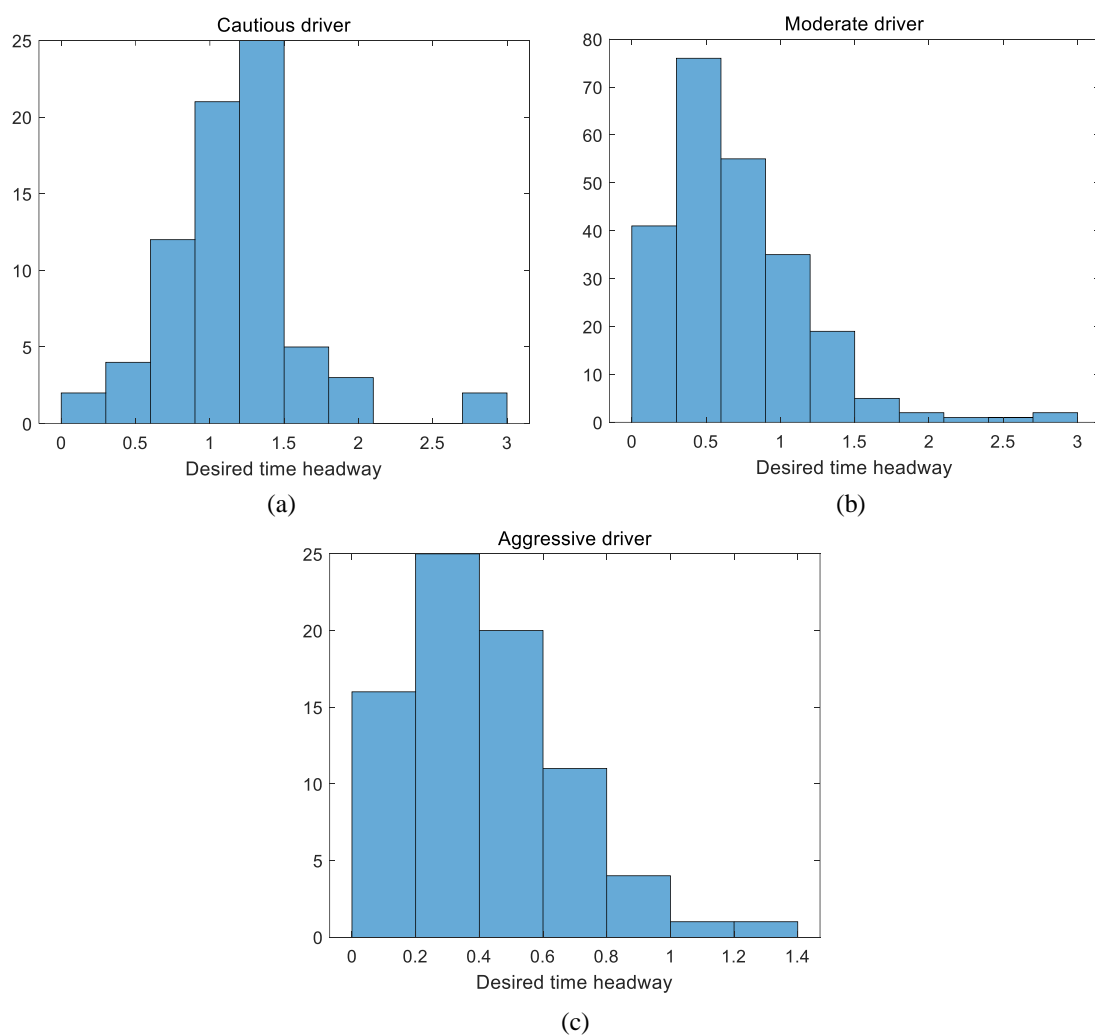 Cautious driver
25
20
15
10
5
0
0 0.5 1 1.5 2 2.5 3
Desired time headway
(a)
Moderate driver
80
70
60
50
40
30
20
10
0
0 0.5 1 1.5 2 2.5 3
Desired time headway
(b)
Aggressive driver
25
20
15
10
5
0
0 0.2 0.4 0.6 0.8 1 1.2 1.4
Desired time headway
(c)